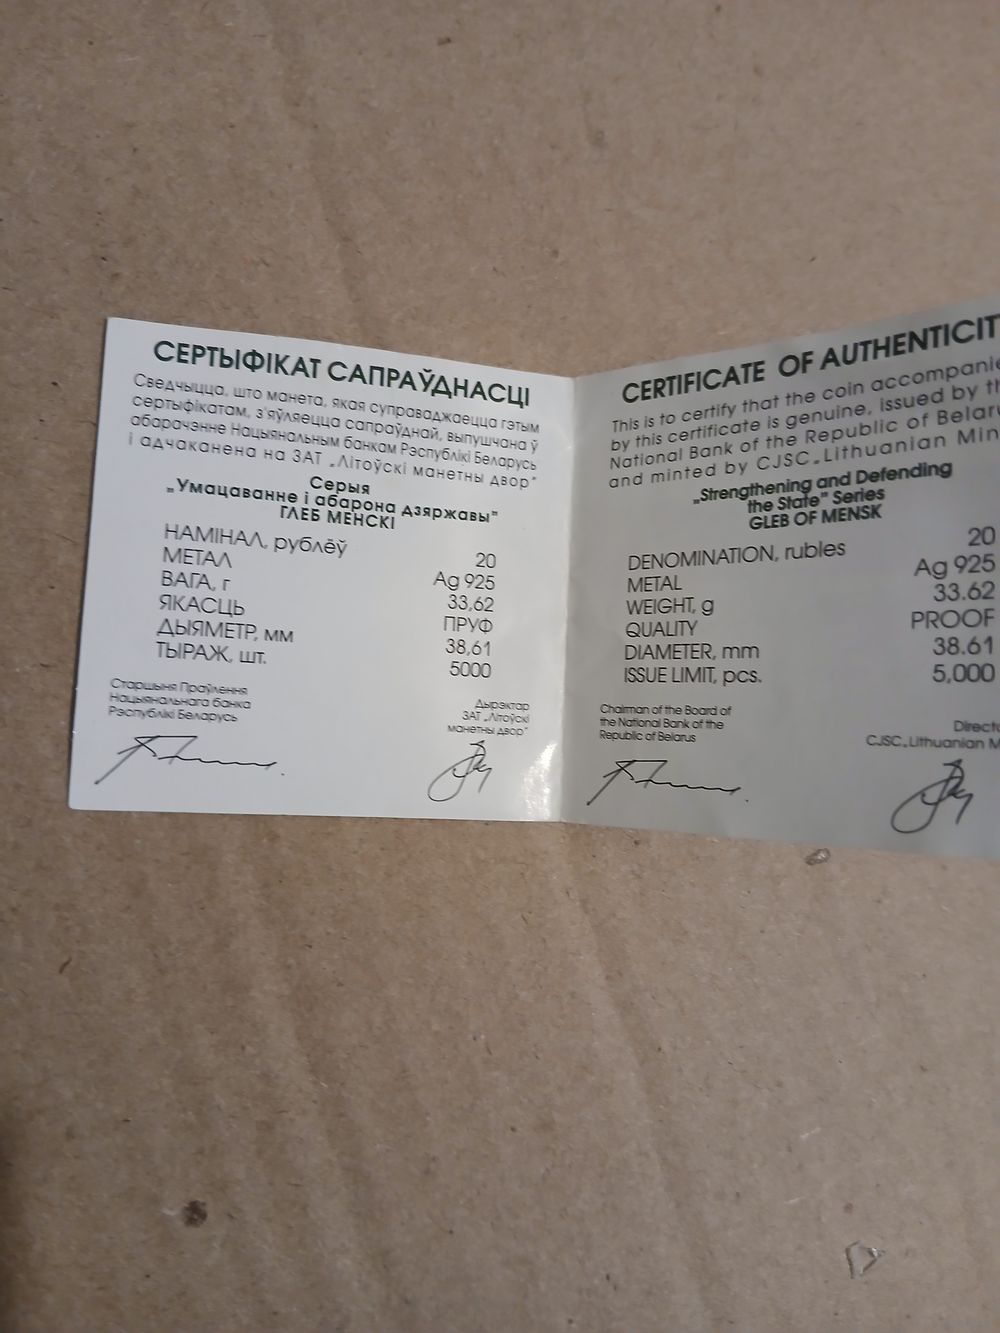 СЕРТЫФІКАТ САПРАЎДНАСЦІ
Сведчыцца, што манета, якая суправаджаецца гэтым
сертыфікатам, з'яўляецца сапраўднай, выпушчана ў
абарачэнне Нацыянальным банкам Рэспублікі Беларусь
і адчаканена на ЗАТ „Літоўскі манетны двор"
Серыя
„Умацаванне і абарона дзяржавы"
ГЛЕБ МЕНСКІ
НАМІНАЛ, рублёў 20
МЕТАЛ Ag 925
ВАГА, г 33,62
ЯКАСЦЬ ПРУФ
ДЫЯМЕТР, мм 38,61
ТЫРАЖ, шт. 5000
Старшыня Праўлення
Нацыянальнага банка
Рэспублікі Беларусь
Дырэктар
ЗАТ „Літоўскі
манетны двор"
CERTIFICATE OF AUTHENTICIT
This is to certify that the coin accompanie
by this certificate is genuine, issued by th
National Bank of the Republic of Belaru
and minted by CJSC „Lithuanian Min
„Strengthening and Defending
the State" Series
GLEB OF MENSK
DENOMINATION, rubles 20
METAL Ag 925
WEIGHT, g 33.62
QUALITY PROOF
DIAMETER, mm 38.61
ISSUE LIMIT, pcs. 5,000
Chairman of the Board of
the National Bank of the
Republic of Belarus
Directo
CJSC „Lithuanian M